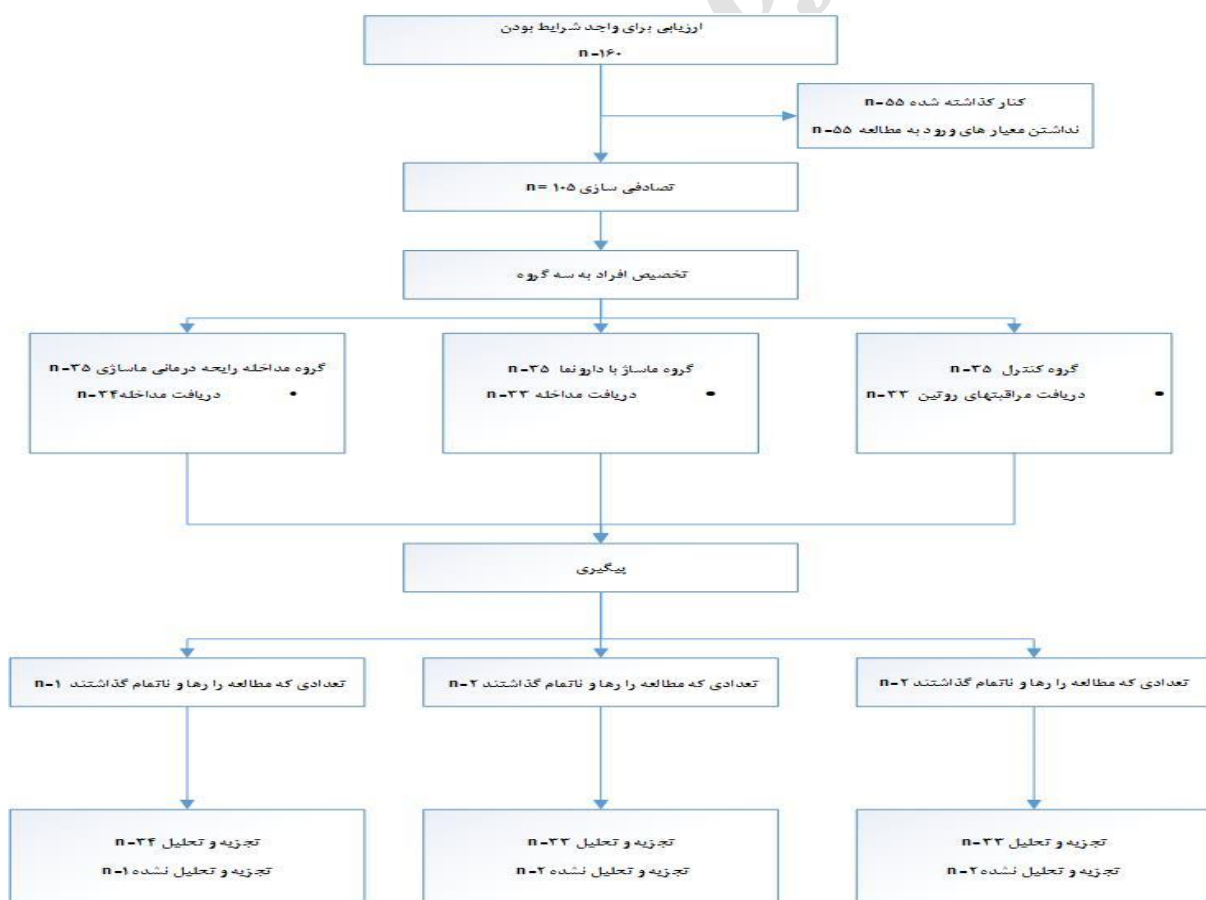 ارزیابی برای واجد شرایط بودن
n=۱۶۰
کنار گذاشته شده n=۵۵
نداشتن معیار های ورود به مطالعه n=۵۵
تصادفی سازی n= ۱۰۵
تخصیص افراد به سه گروه
گروه کنترل n=۳۵
• دریافت مراقبتهای روتین n=۳۳
گروه ماساژ با دارونما n=۳۵
• دریافت مداخله n=۳۳
گروه مداخله رایحه درمانی ماساژی n=۳۵
• دریافت مداخله n=۳۴
پیگیری
تعدادی که مطالعه را رها و ناتمام گذاشتند n=۲
تعدادی که مطالعه را رها و ناتمام گذاشتند n=۲
تعدادی که مطالعه را رها و ناتمام گذاشتند n=۱
تجزیه و تحلیل n=۳۳
تجزیه و تحلیل نشده n=۲
تجزیه و تحلیل n=۳۳
تجزیه و تحلیل نشده n=۲
تجزیه و تحلیل n=۳۴
تجزیه و تحلیل نشده n=۱